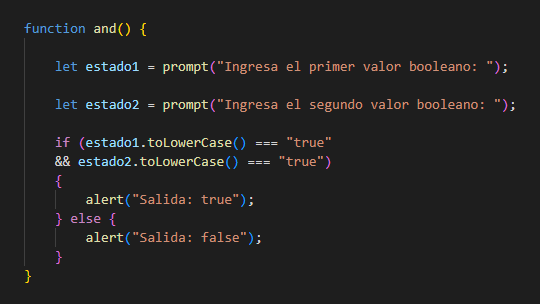 function and() {
let estado1 = prompt("Ingresa el primer valor booleano: ");
let estado2 = prompt("Ingresa el segundo valor booleano: ");
if (estado1.toLowerCase() === "true"
&& estado2.toLowerCase() === "true")
{
alert("Salida: true");
} else {
alert("Salida: false");
}
}